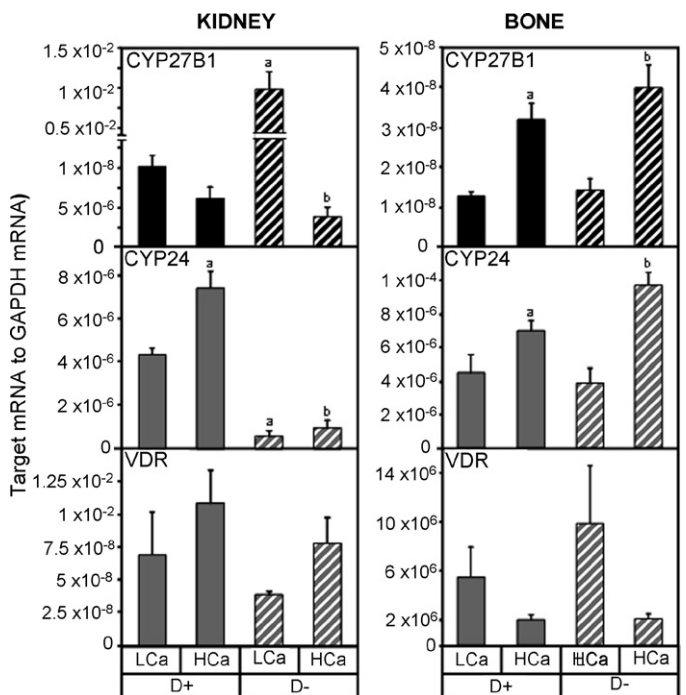 KIDNEY
BONE
Target mRNA to GAPDH mRNA)
CYP27B1
1.5 x10-2
1 x10-2
0.5 x10-2
1 x10-8
5 x10-6
0
a
b
CYP27B1
5 x10-8
4 x10-8
3 x10-8
2 x10-8
1 x10-8
0
a
b
CYP24
8 x10-6
6 x10-6
4 x10-6
2 x10-6
0
a
a
b
CYP24
1 x10-4
8 x10-6
6 x10-6
4 x10-6
2 x10-6
0
a
b
VDR
1.25 x10-2
1 x10-2
7.5 x10-8
5 x10-8
2.5 x10-8
0
VDR
14 x106
10 x106
6 x106
2 x106
0
LCa HCa LCa HCa
D+ D-
LCa HCa HCa
D+ D-